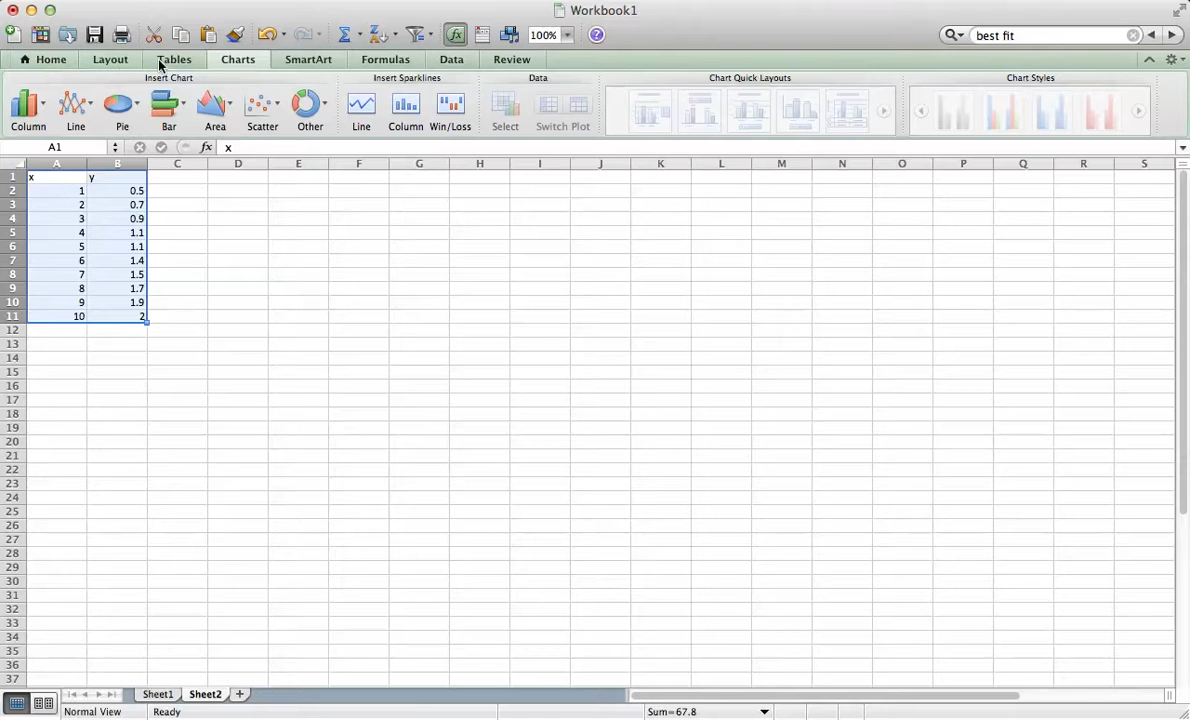 Workbook1
100%
best fit
Home Layout Tables Charts SmartArt Formulas Data Review
Insert Chart Insert Sparklines Data Chart Quick Layouts Chart Styles
Column Line Pie Bar Area Scatter Other Line Column Win/Loss Select Switch Plot
A1 fx x
A B C D E F G H I J K L M N O P Q R S
1 x y
2 1 0.5
3 2 0.7
4 3 0.9
5 4 1.1
6 5 1.1
7 6 1.4
8 7 1.5
9 8 1.7
10 9 1.9
11 10 2
12
13
14
15
16
17
18
19
20
21
22
23
24
25
26
27
28
29
30
31
32
33
34
35
36
37
Sheet1 Sheet2
Normal View Ready Sum=67.8